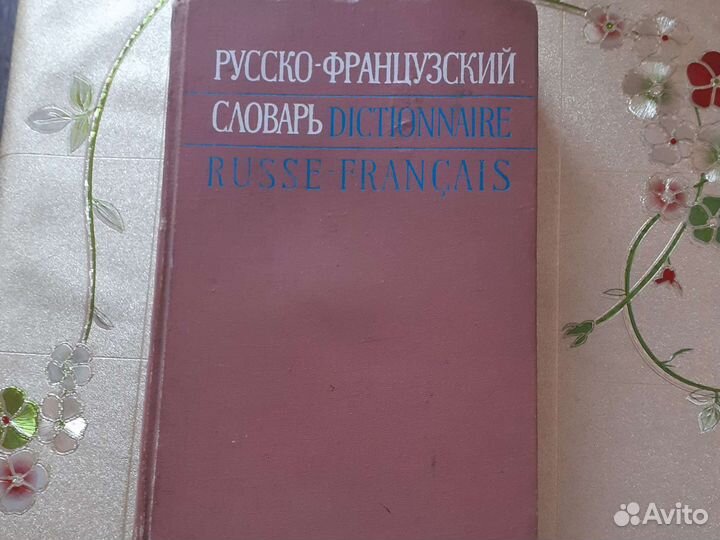 РУССКО-ФРАНЦУЗСКИЙ
СЛОВАРЬ DICTIONNAIRE
RUSSE-FRANÇAIS
Avito